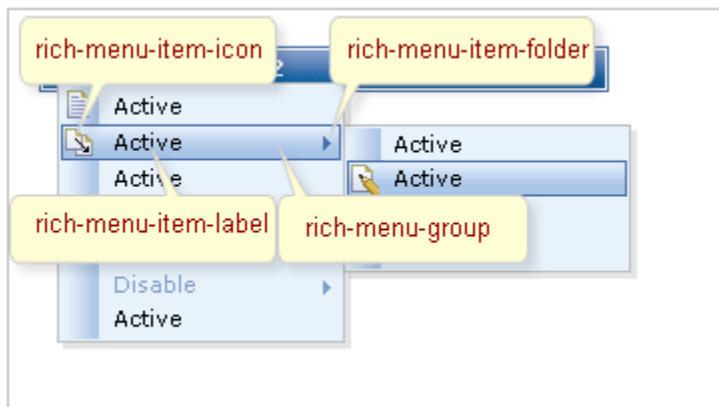 rich-menu-item-icon
rich-menu-item-folder
Active
Active
Active
Active
Active
rich-menu-item-label
rich-menu-group
Disable
Active